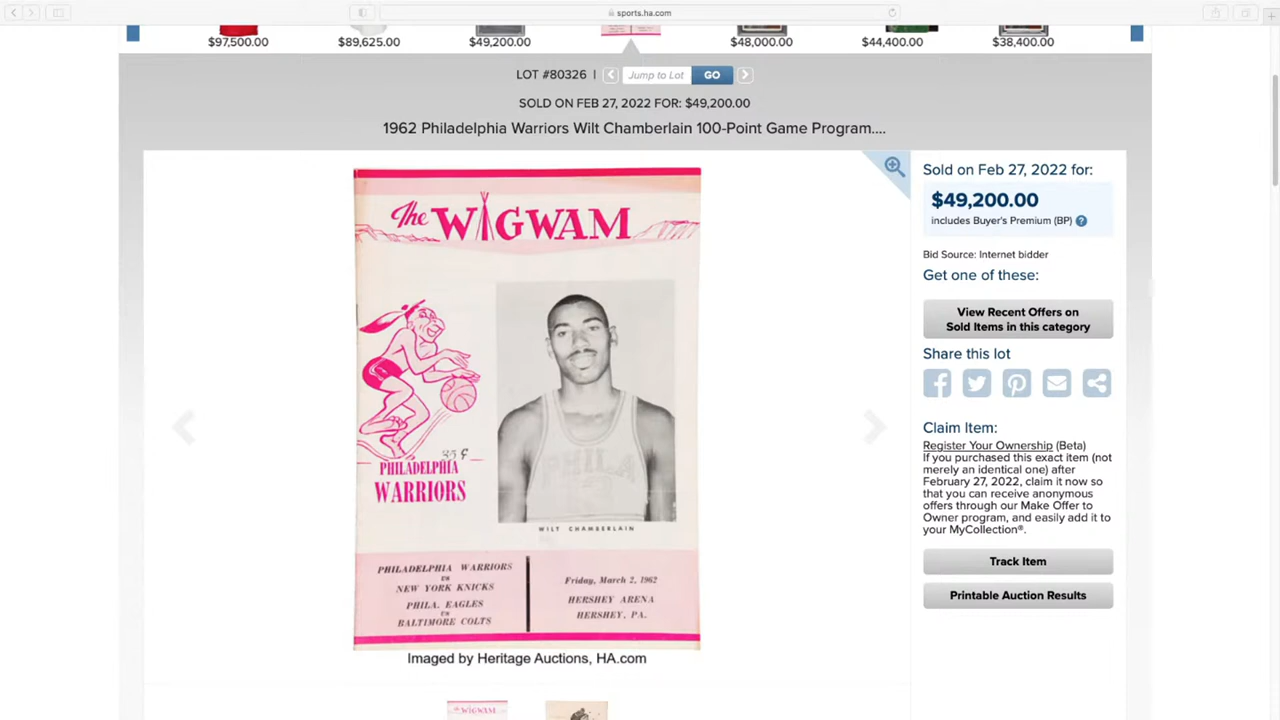 sports.ha.com
$97,500.00
$89,625.00
$49,200.00
$48,000.00
$44,400.00
$38,400.00
LOT #80326 |
Jump to Lot
GO
SOLD ON FEB 27, 2022 FOR: $49,200.00
1962 Philadelphia Warriors Wilt Chamberlain 100-Point Game Program....
The WIGWAM
PHILA
PHILADELPHIA
WARRIORS
WILT CHAMBERLAIN
PHILADELPHIA WARRIORS
vs
NEW YORK KNICKS
PHILA. EAGLES
vs
BALTIMORE COLTS
Friday, March 2, 1962
HERSHEY ARENA
HERSHEY, PA.
Imaged by Heritage Auctions, HA.com
The WIGWAM
Sold on Feb 27, 2022 for:
$49,200.00
includes Buyer's Premium (BP) ?
Bid Source: Internet bidder
Get one of these:
View Recent Offers on
Sold Items in this category
Share this lot
Claim Item:
Register Your Ownership (Beta)
If you purchased this exact item (not
merely an identical one) after
February 27, 2022, claim it now so
that you can receive anonymous
offers through our Make Offer to
Owner program, and easily add it to
your MyCollection®.
Track Item
Printable Auction Results